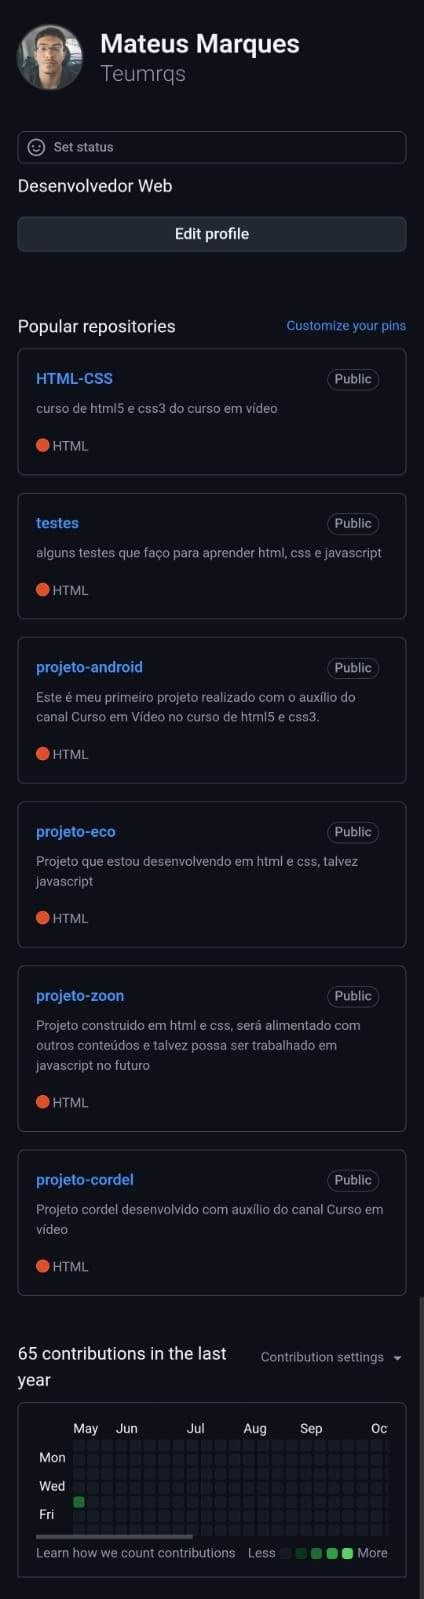 Mateus Marques
Teumrqs
Set status
Desenvolvedor Web
Edit profile
Popular repositories
Customize your pins
HTML-CSS
Public
curso de html5 e css3 do curso em vídeo
HTML
testes
Public
alguns testes que faço para aprender html, css e javascript
HTML
projeto-android
Public
Este é meu primeiro projeto realizado com o auxílio do
canal Curso em Vídeo no curso de html5 e css3.
HTML
projeto-eco
Public
Projeto que estou desenvolvendo em html e css, talvez
javascript
HTML
projeto-zoon
Public
Projeto construido em html e css, será alimentado com
outros conteúdos e talvez possa ser trabalhado em
javascript no futuro
HTML
projeto-cordel
Public
Projeto cordel desenvolvido com auxílio do canal Curso em
vídeo
HTML
65 contributions in the last
year
Contribution settings
May Jun Jul Aug Sep Oc
Mon
Wed
Fri
Learn how we count contributions
Less More